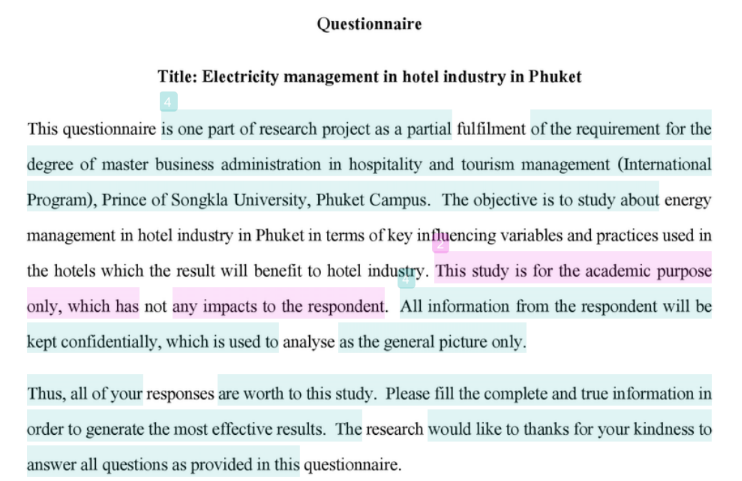 Questionnaire
Title: Electricity management in hotel industry in Phuket
4
This questionnaire is one part of research project as a partial fulfilment of the requirement for the
degree of master business administration in hospitality and tourism management (International
Program), Prince of Songkla University, Phuket Campus. The objective is to study about energy
management in hotel industry in Phuket in terms of key influencing variables and practices used in
2
the hotels which the result will benefit to hotel industry. This study is for the academic purpose
4
only, which has not any impacts to the respondent. All information from the respondent will be
kept confidentially, which is used to analyse as the general picture only.
Thus, all of your responses are worth to this study. Please fill the complete and true information in
order to generate the most effective results. The research would like to thanks for your kindness to
answer all questions as provided in this questionnaire.